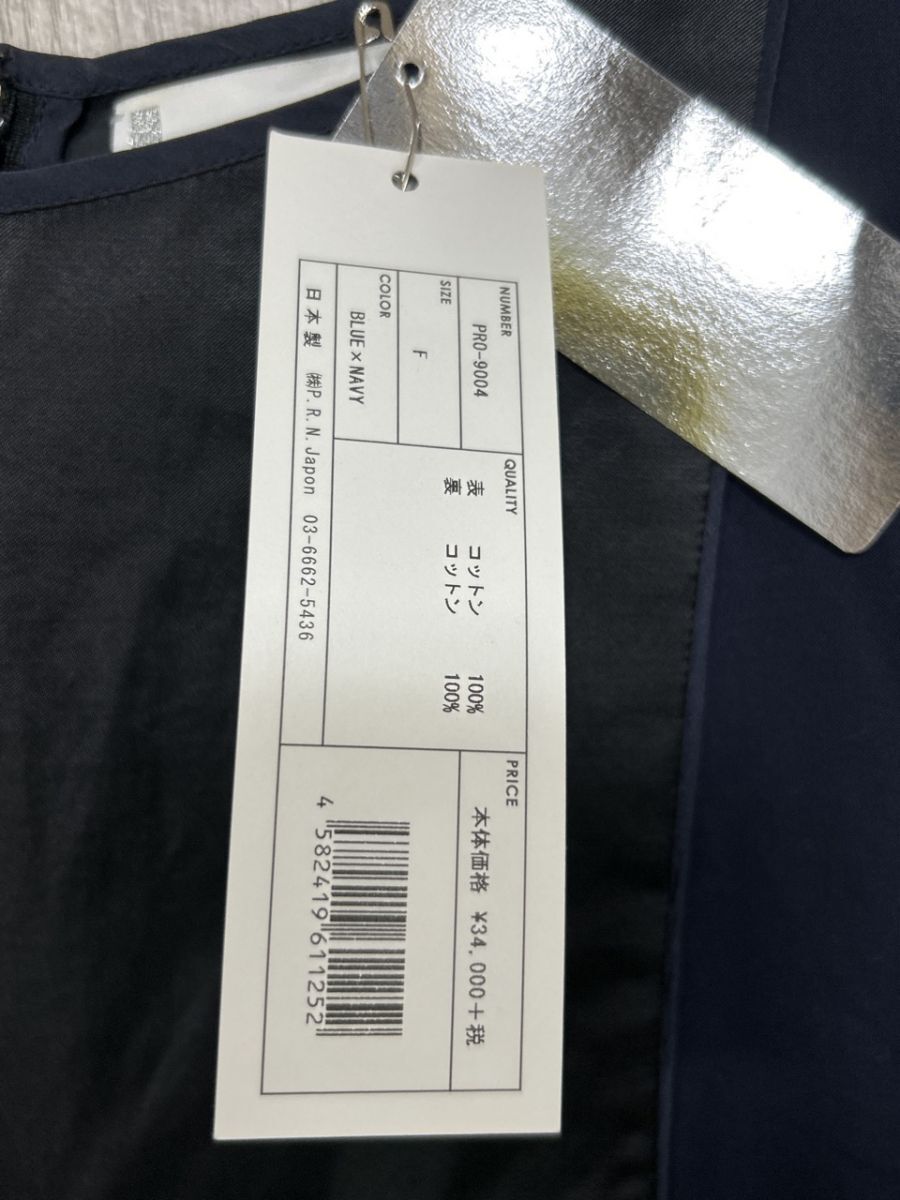 NUMBER
PRO-9004
SIZE
F
COLOR
BLUE×NAVY
QUALITY
表 コットン 100%
裏 コットン 100%
日本製 ㈱P.R.N.Japon 03-6662-5436
PRICE
本体価格 ¥34,000+税
4 582419 611252